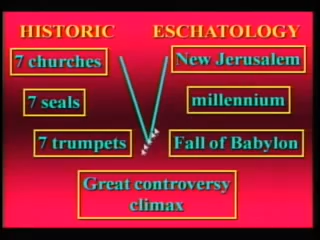 HISTORIC ESCHATOLOGY
7 churches New Jerusalem
7 seals millennium
7 trumpets Fall of Babylon
Great controversy
climax